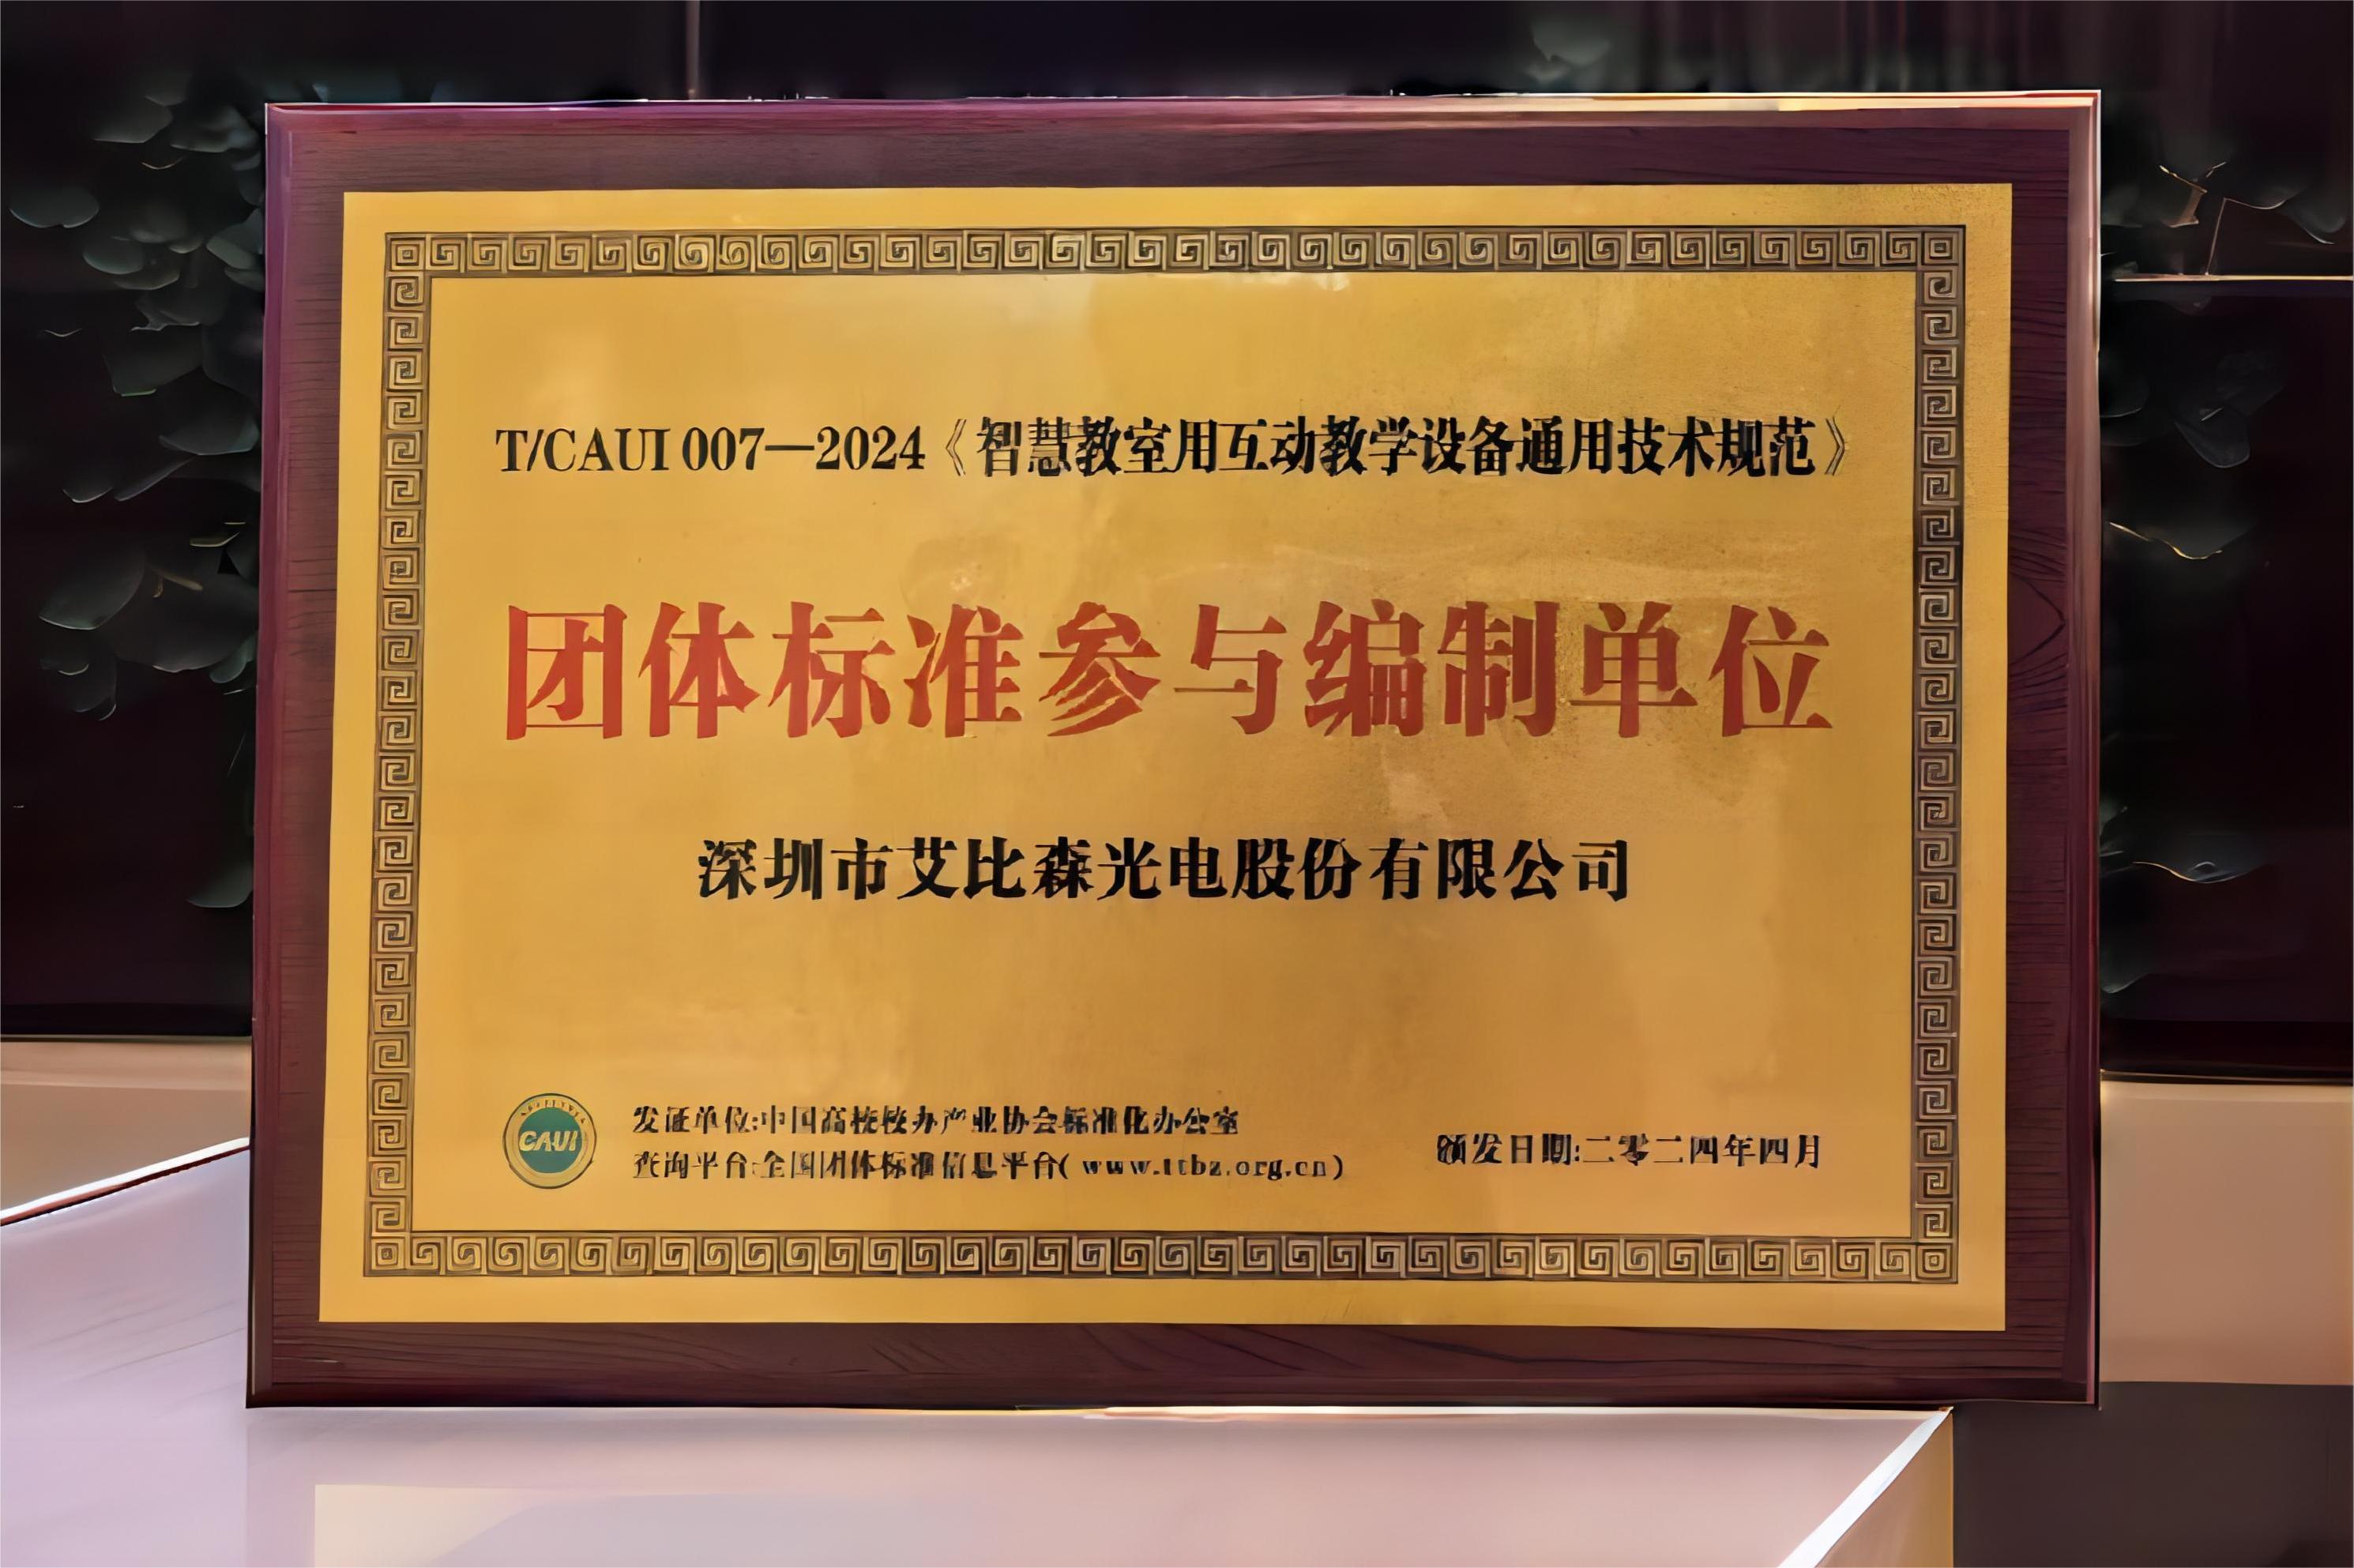 T/CAUI 007—2024《智慧教室用互动教学设备通用技术规范》
团体标准参与编制单位
深圳市艾比森光电股份有限公司
CAUI
发证单位:中国高校校办产业协会标准化办公室
查询平台:全国团体标准信息平台( www.ttbz.org.cn)
颁发日期:二零二四年四月